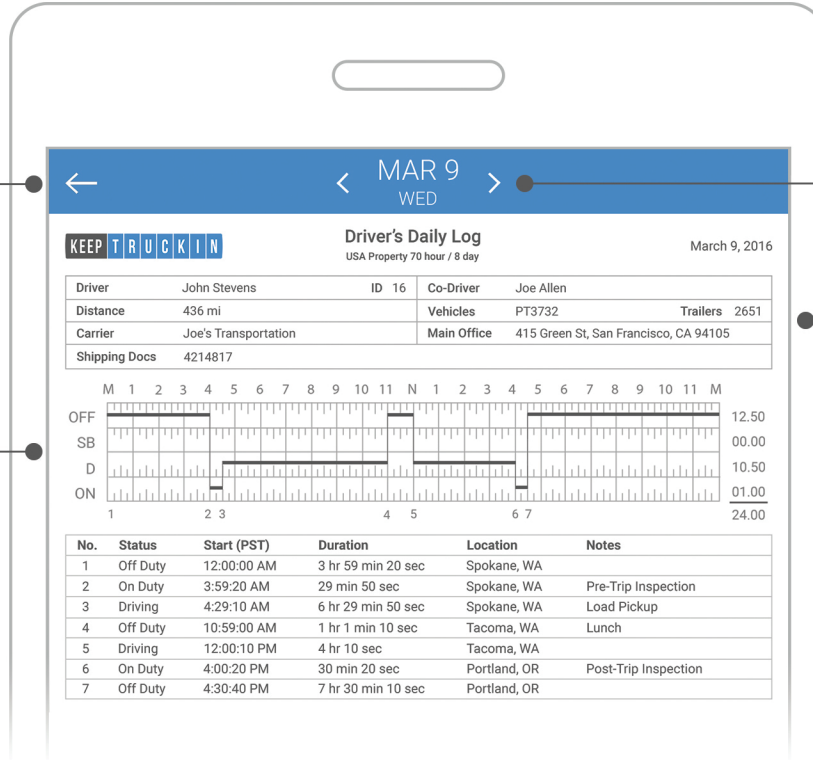 MAR 9
WED
KEEP TRUCKIN
Driver's Daily Log
USA Property 70 hour / 8 day
March 9, 2016
Driver John Stevens ID 16 Co-Driver Joe Allen
Distance 436 mi Vehicles PT3732 Trailers 2651
Carrier Joe's Transportation Main Office 415 Green St, San Francisco, CA 94105
Shipping Docs 4214817
M 1 2 3 4 5 6 7 8 9 10 11 N 1 2 3 4 5 6 7 8 9 10 11 M
OFF 12.50
SB 00.00
D 10.50
ON 01.00
1 2 3 4 5 6 7 24.00
No. Status Start (PST) Duration Location Notes
1 Off Duty 12:00:00 AM 3 hr 59 min 20 sec Spokane, WA
2 On Duty 3:59:20 AM 29 min 50 sec Spokane, WA Pre-Trip Inspection
3 Driving 4:29:10 AM 6 hr 29 min 50 sec Spokane, WA Load Pickup
4 Off Duty 10:59:00 AM 1 hr 1 min 10 sec Tacoma, WA Lunch
5 Driving 12:00:10 PM 4 hr 10 sec Tacoma, WA
6 On Duty 4:00:20 PM 30 min 20 sec Portland, OR Post-Trip Inspection
7 Off Duty 4:30:40 PM 7 hr 30 min 10 sec Portland, OR